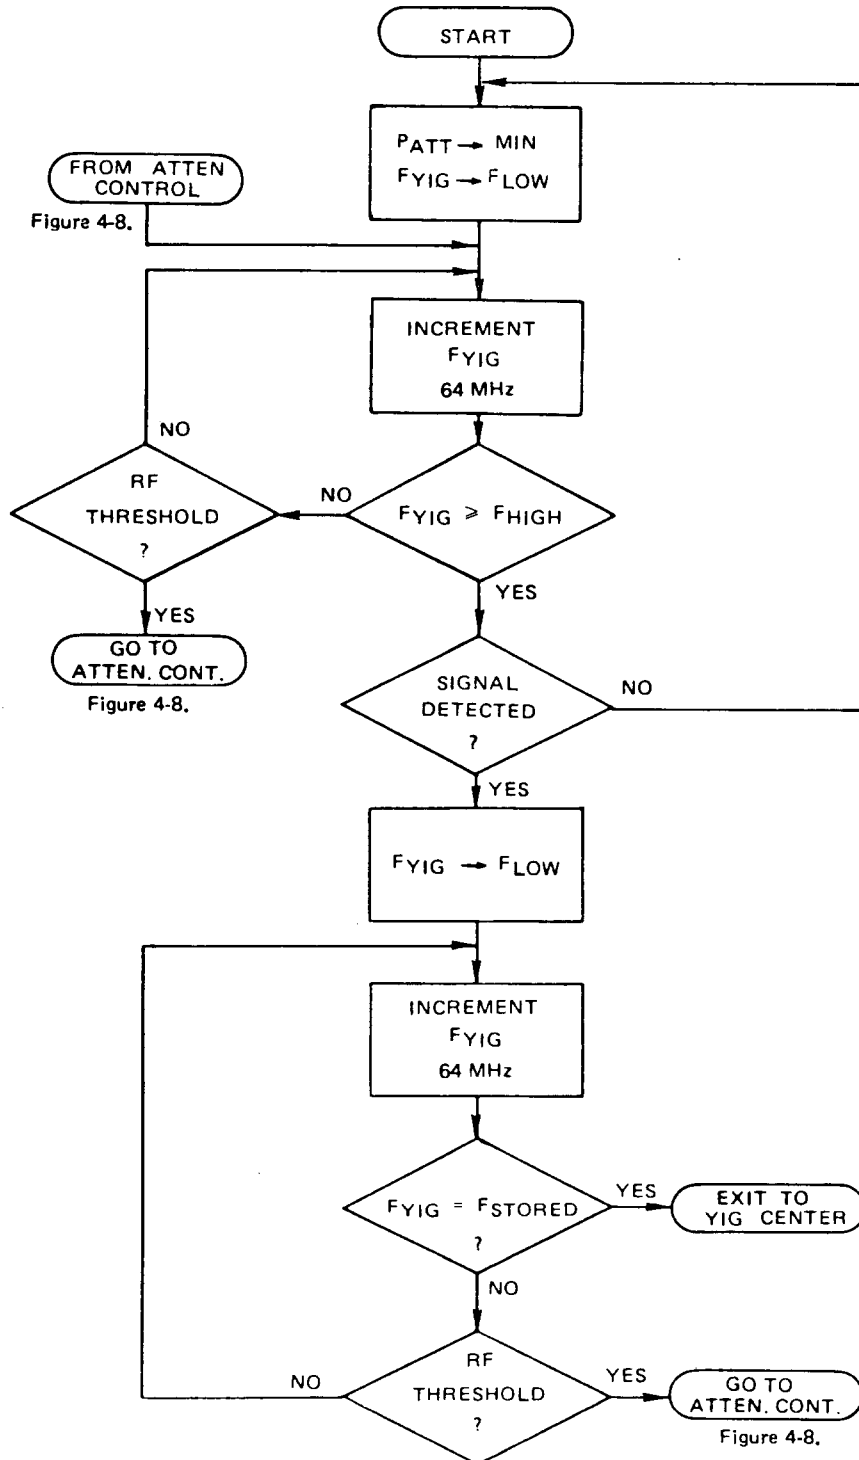 START
PATT → MIN
FYIG → FLOW
FROM ATTEN
CONTROL
Figure 4-8.
INCREMENT
FYIG
64 MHz
NO
RF
THRESHOLD
?
NO
FYIG ⩾ FHIGH
YES
YES
GO TO
ATTEN. CONT.
Figure 4-8.
SIGNAL
DETECTED
?
NO
YES
FYIG → FLOW
INCREMENT
FYIG
64 MHz
FYIG = FSTORED
?
YES
EXIT TO
YIG CENTER
NO
RF
THRESHOLD
?
NO
YES
GO TO
ATTEN. CONT.
Figure 4-8.